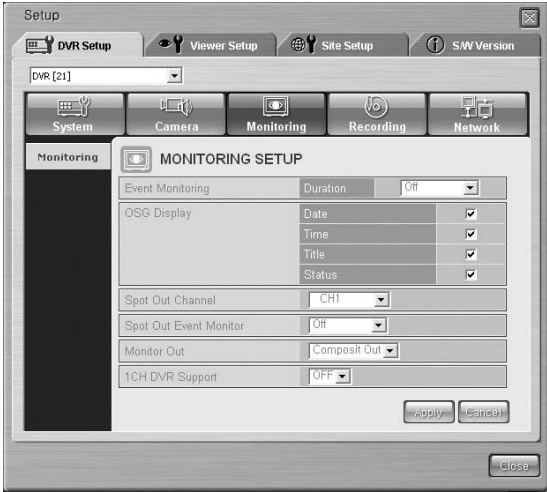 Setup
DVR Setup
Viewer Setup
Site Setup
S/W Version
DVR [21]
System
Camera
Monitoring
Recording
Network
Monitoring
MONITORING SETUP
Event Monitoring Duration Off
OSG Display Date
Time
Title
Status
Spot Out Channel CH1
Spot Out Event Monitor Off
Monitor Out Composit Out
1CH DVR Support OFF
Apply Cancel
Close